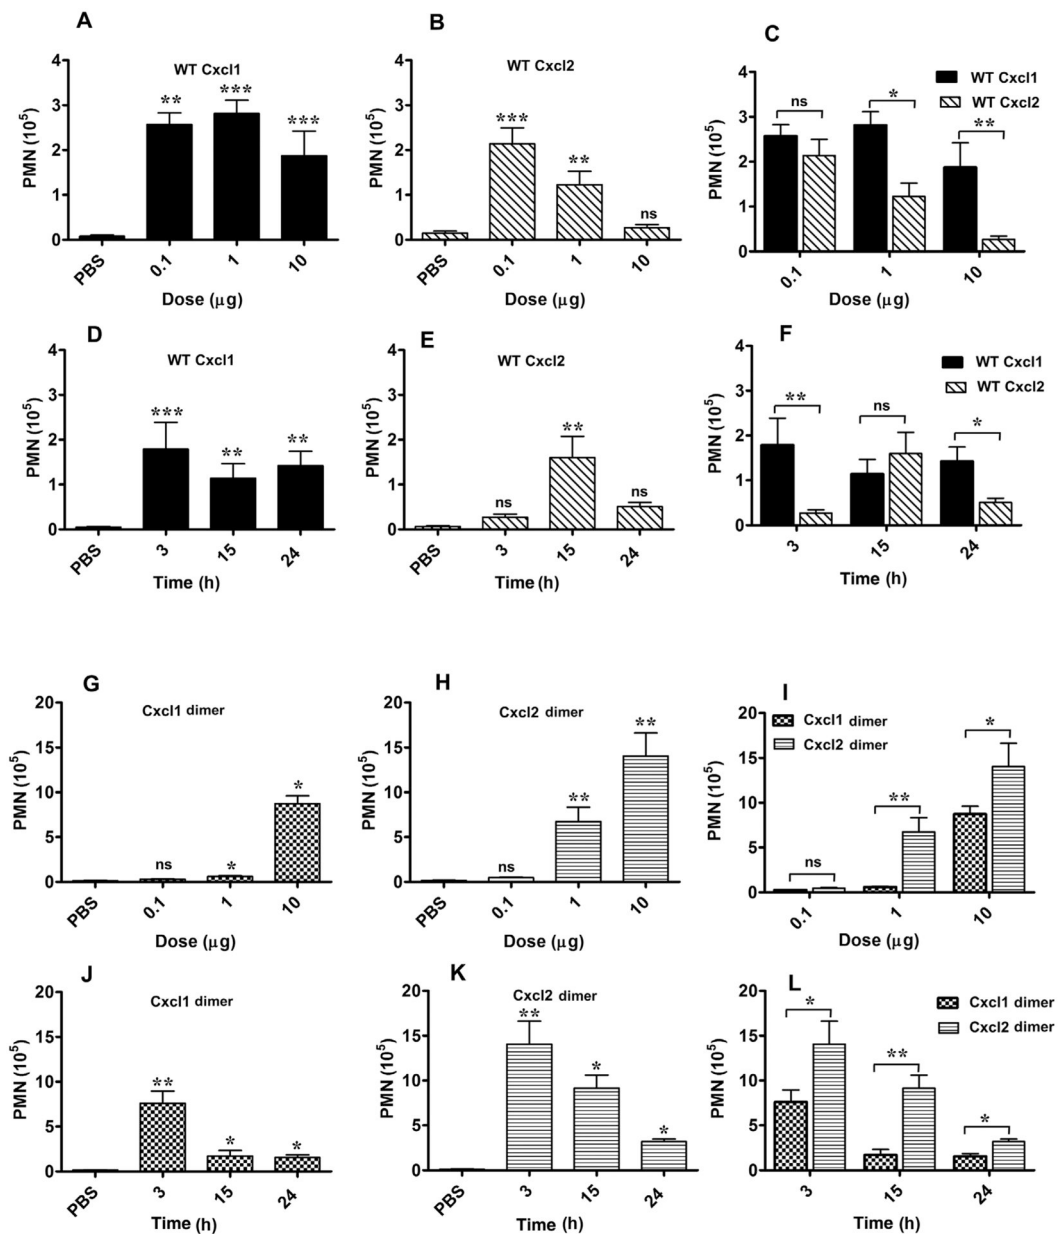 A
WT Cxcl1
PMN (10⁵)
4
3
2
1
0
**
***
***
PBS
0.1
1
10
Dose (μg)
B
WT Cxcl2
PMN (10⁵)
4
3
2
1
0
***
**
ns
PBS
0.1
1
10
Dose (μg)
C
WT Cxcl1
WT Cxcl2
PMN (10⁵)
4
3
2
1
0
ns
*
**
0.1
1
10
Dose (μg)
D
WT Cxcl1
PMN (10⁵)
4
3
2
1
0
***
**
**
PBS
3
15
24
Time (h)
E
WT Cxcl2
PMN (10⁵)
4
3
2
1
0
ns
**
PBS
3
15
24
Time (h)
F
WT Cxcl1
WT Cxcl2
PMN (10⁵)
4
3
2
1
0
**
ns
*
3
15
24
Time (h)
G
Cxcl1 dimer
PMN (10⁵)
20
15
10
5
0
ns
*
*
PBS
0.1
1
10
Dose (μg)
H
Cxcl2 dimer
PMN (10⁵)
20
15
10
5
0
ns
**
**
PBS
0.1
1
10
Dose (μg)
I
Cxcl1 dimer
Cxcl2 dimer
PMN (10⁵)
20
15
10
5
0
ns
**
*
0.1
1
10
Dose (μg)
J
Cxcl1 dimer
PMN (10⁵)
20
15
10
5
0
**
*
*
PBS
3
15
24
Time (h)
K
Cxcl2 dimer
PMN (10⁵)
20
15
10
5
0
**
*
*
PBS
3
15
24
Time (h)
L
Cxcl1 dimer
Cxcl2 dimer
PMN (10⁵)
20
15
10
5
0
*
**
*
3
15
24
Time (h)